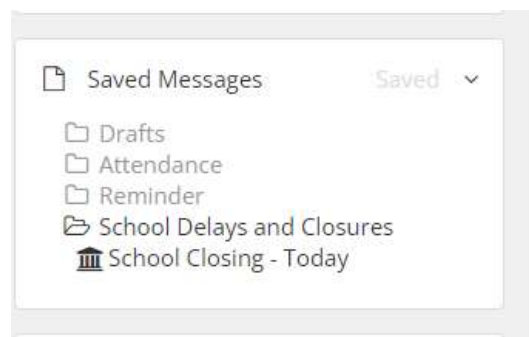 Saved Messages Saved
Drafts
Attendance
Reminder
School Delays and Closures
School Closing - Today